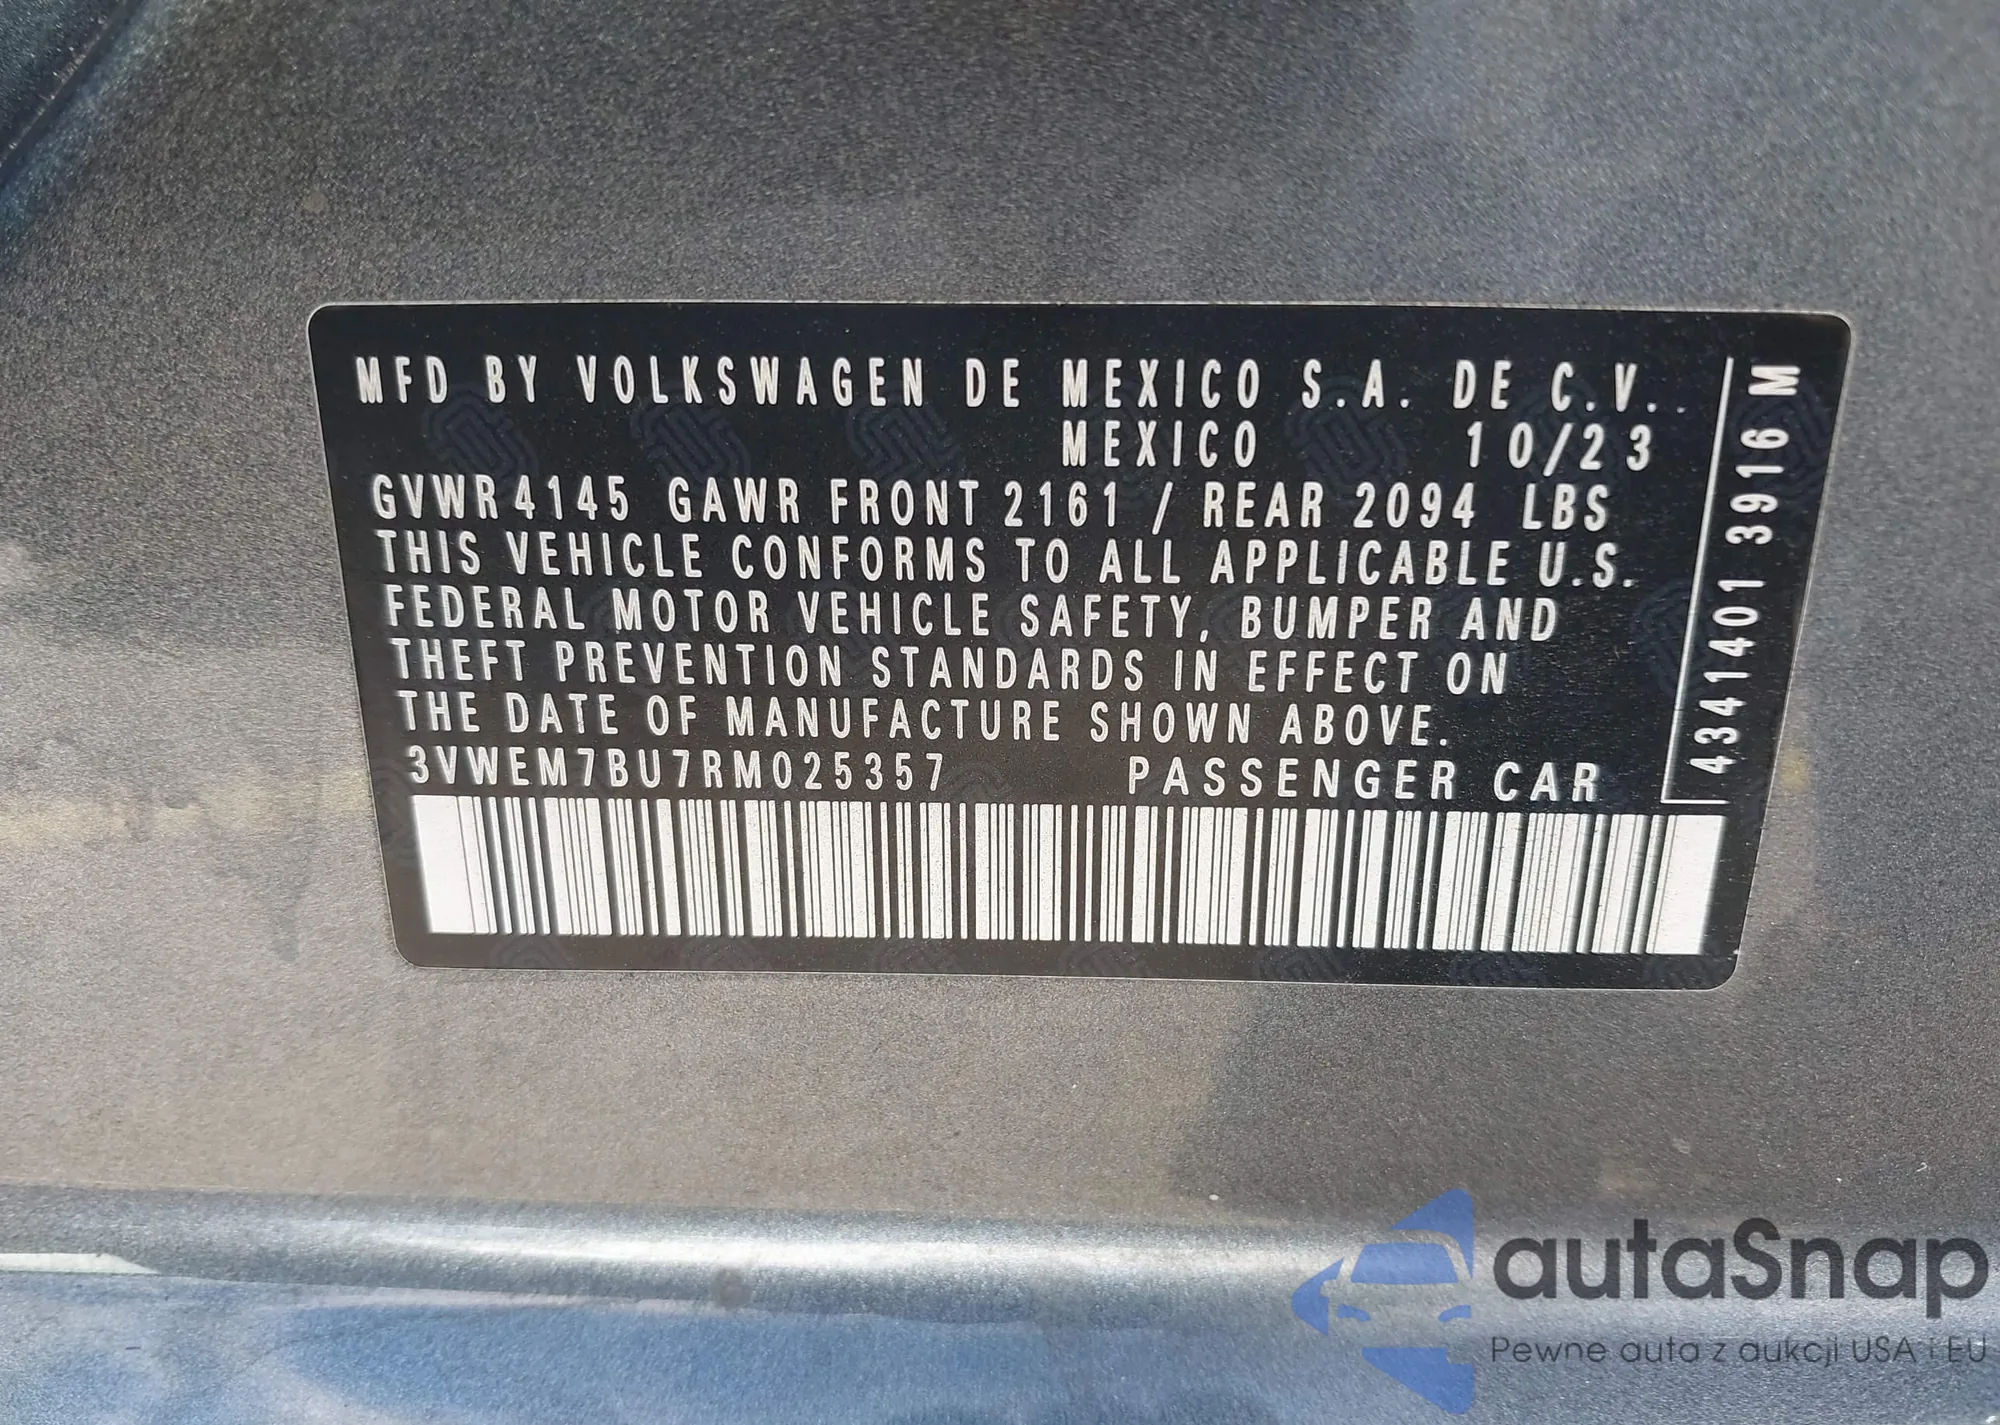 MFD BY VOLKSWAGEN DE MEXICO S.A. DE C.V.
MEXICO 10/23
GVWR 4145 GAWR FRONT 2161 / REAR 2094 LBS
THIS VEHICLE CONFORMS TO ALL APPLICABLE U.S.
FEDERAL MOTOR VEHICLE SAFETY, BUMPER AND
THEFT PREVENTION STANDARDS IN EFFECT ON
THE DATE OF MANUFACTURE SHOWN ABOVE.
3VWEM7BU7RM025357 PASSENGER CAR
4341401 3916 M
autaSnap
Pewne auta z aukcji USA i EU